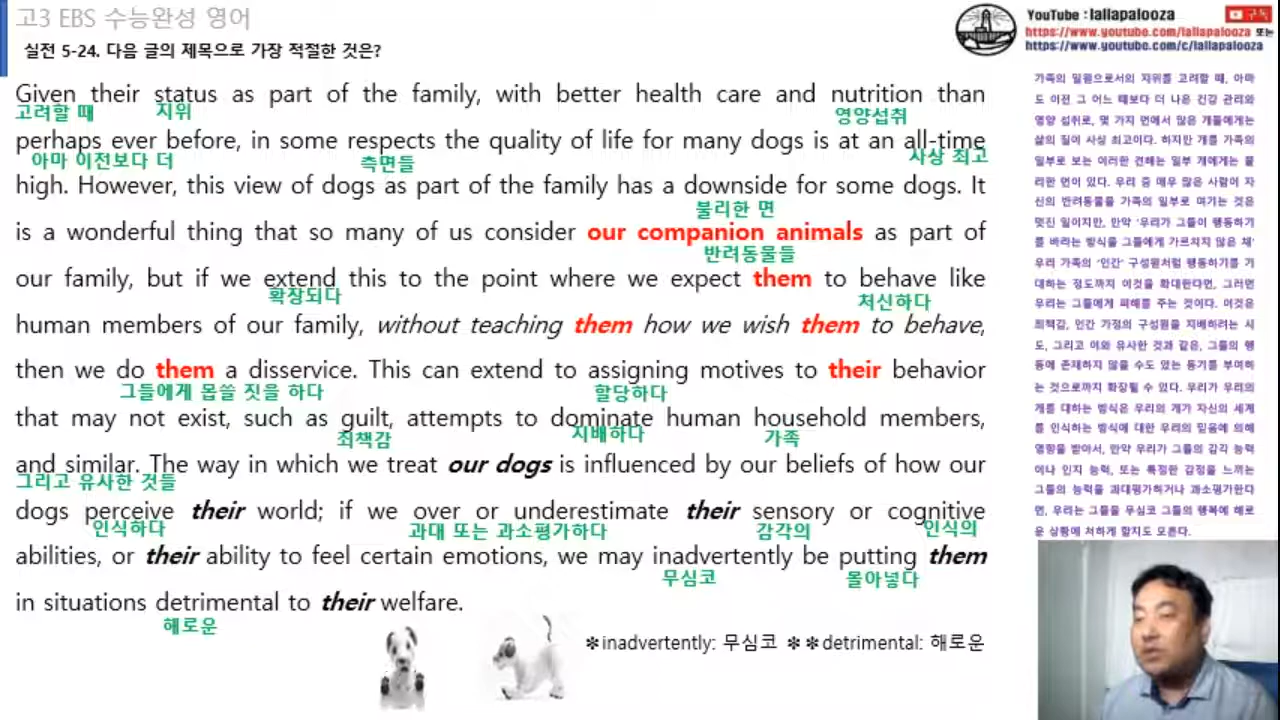 고3 EBS 수능완성 영어
실전 5-24. 다음 글의 제목으로 가장 적절한 것은?
YouTube : lallapalooza
구독
https://www.youtube.com/lallapalooza 또는
https://www.youtube.com/c/lallapalooza
Given their status as part of the family, with better health care and nutrition than
고려할 때 지위 영양섭취
perhaps ever before, in some respects the quality of life for many dogs is at an all-time
아마 이전보다 더 측면들 사상 최고
high. However, this view of dogs as part of the family has a downside for some dogs. It
불리한 면
is a wonderful thing that so many of us consider our companion animals as part of
반려동물들
our family, but if we extend this to the point where we expect them to behave like
확장되다 처신하다
human members of our family, without teaching them how we wish them to behave,
then we do them a disservice. This can extend to assigning motives to their behavior
그들에게 몹쓸 짓을 하다 할당하다
that may not exist, such as guilt, attempts to dominate human household members,
죄책감 지배하다 가족
and similar. The way in which we treat our dogs is influenced by our beliefs of how our
그리고 유사한 것들
dogs perceive their world; if we over or underestimate their sensory or cognitive
인식하다 과대 또는 과소평가하다 감각의 인식의
abilities, or their ability to feel certain emotions, we may inadvertently be putting them
무심코 몰아넣다
in situations detrimental to their welfare.
해로운
✽inadvertently: 무심코 ✽✽detrimental: 해로운
가족의 일원으로서의 지위를 고려할 때, 아마
도 이전 그 어느 때보다 더 나은 건강 관리와
영양 섭취로, 몇 가지 면에서 많은 개들에게는
삶의 질이 사상 최고이다. 하지만 개를 가족의
일부로 보는 이러한 견해는 일부 개에게는 불
리한 면이 있다. 우리 중 매우 많은 사람이 자
신의 반려동물을 가족의 일부로 여기는 것은
멋진 일이지만, 만약 '우리가 그들이 행동하기
를 바라는 방식을 그들에게 가르치지 않은 채'
우리 가족의 '인간' 구성원처럼 행동하기를 기
대하는 정도까지 이것을 확대한다면, 그러면
우리는 그들에게 피해를 주는 것이다. 이것은
죄책감, 인간 가정의 구성원을 지배하려는 시
도, 그리고 이와 유사한 것과 같은, 그들의 행
동에 존재하지 않을 수도 있는 동기를 부여하
는 것으로까지 확장될 수 있다. 우리가 우리의
개를 대하는 방식은 우리의 개가 자신의 세계
를 인식하는 방식에 대한 우리의 믿음에 의해
영향을 받아서, 만약 우리가 그들의 감각 능력
이나 인지 능력, 또는 특정한 감정을 느끼는
그들의 능력을 과대평가하거나 과소평가한다
면, 우리는 그들을 무심코 그들의 행복에 해로
운 상황에 처하게 할지도 모른다.